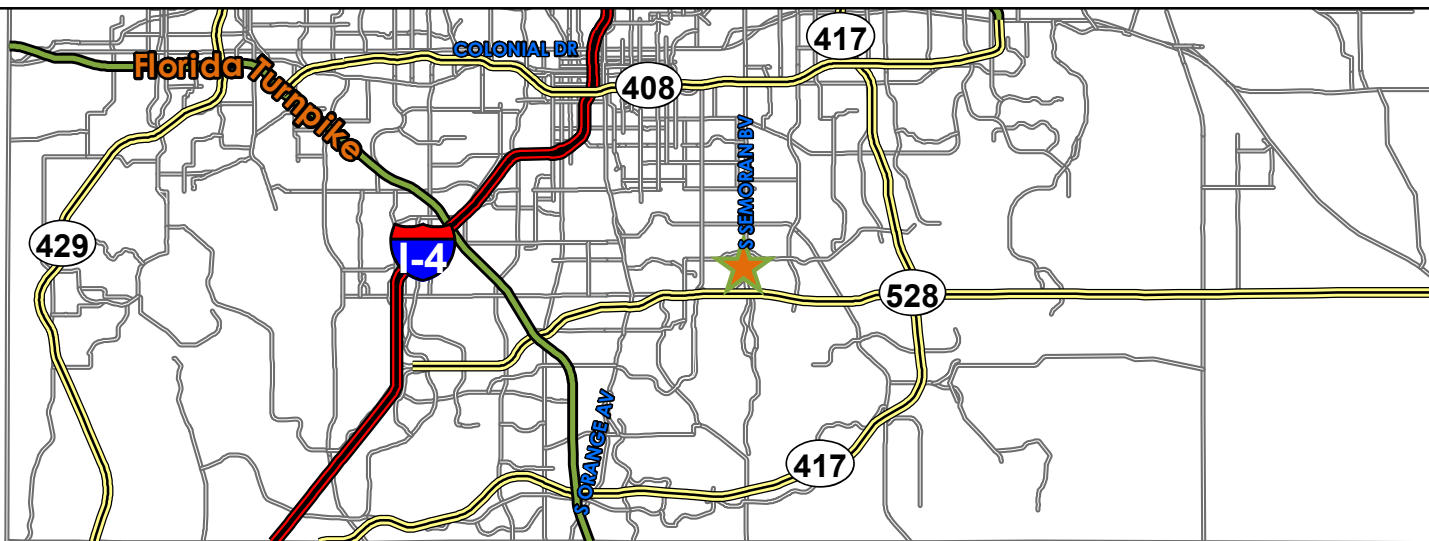 417
COLONIAL DR
Florida Turnpike
408
S SEMORAN BV
429
I-4
528
S ORANGE AV
417